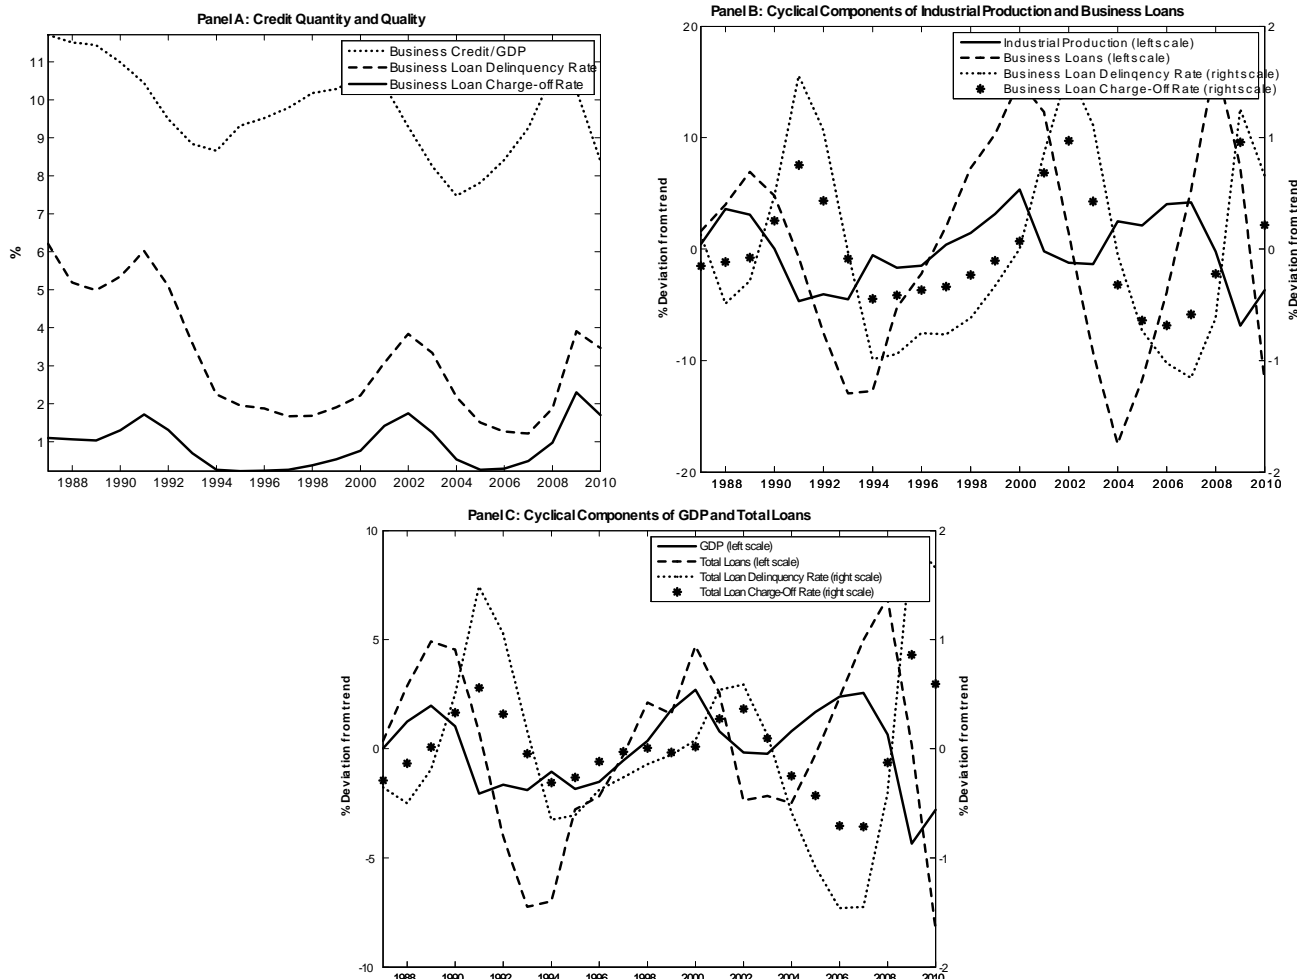 Panel A: Credit Quantity and Quality
Business Credit/GDP
Business Loan Delinquency Rate
Business Loan Charge-off Rate
%
11
10
9
8
7
6
5
4
3
2
1
1988 1990 1992 1994 1996 1998 2000 2002 2004 2006 2008 2010
Panel B: Cyclical Components of Industrial Production and Business Loans
Industrial Production (left scale)
Business Loans (left scale)
Business Loan Delinqency Rate (right scale)
Business Loan Charge-Off Rate (right scale)
% Deviation from trend
20
10
0
-10
-20
2
1
0
-1
-2
% Deviation from trend
1988 1990 1992 1994 1996 1998 2000 2002 2004 2006 2008 2010
Panel C: Cyclical Components of GDP and Total Loans
GDP (left scale)
Total Loans (left scale)
Total Loan Delinquency Rate (right scale)
Total Loan Charge-Off Rate (right scale)
% Deviation from trend
10
5
0
-5
-10
2
1
0
-1
-2
% Deviation from trend
1988 1990 1992 1994 1996 1998 2000 2002 2004 2006 2008 2010